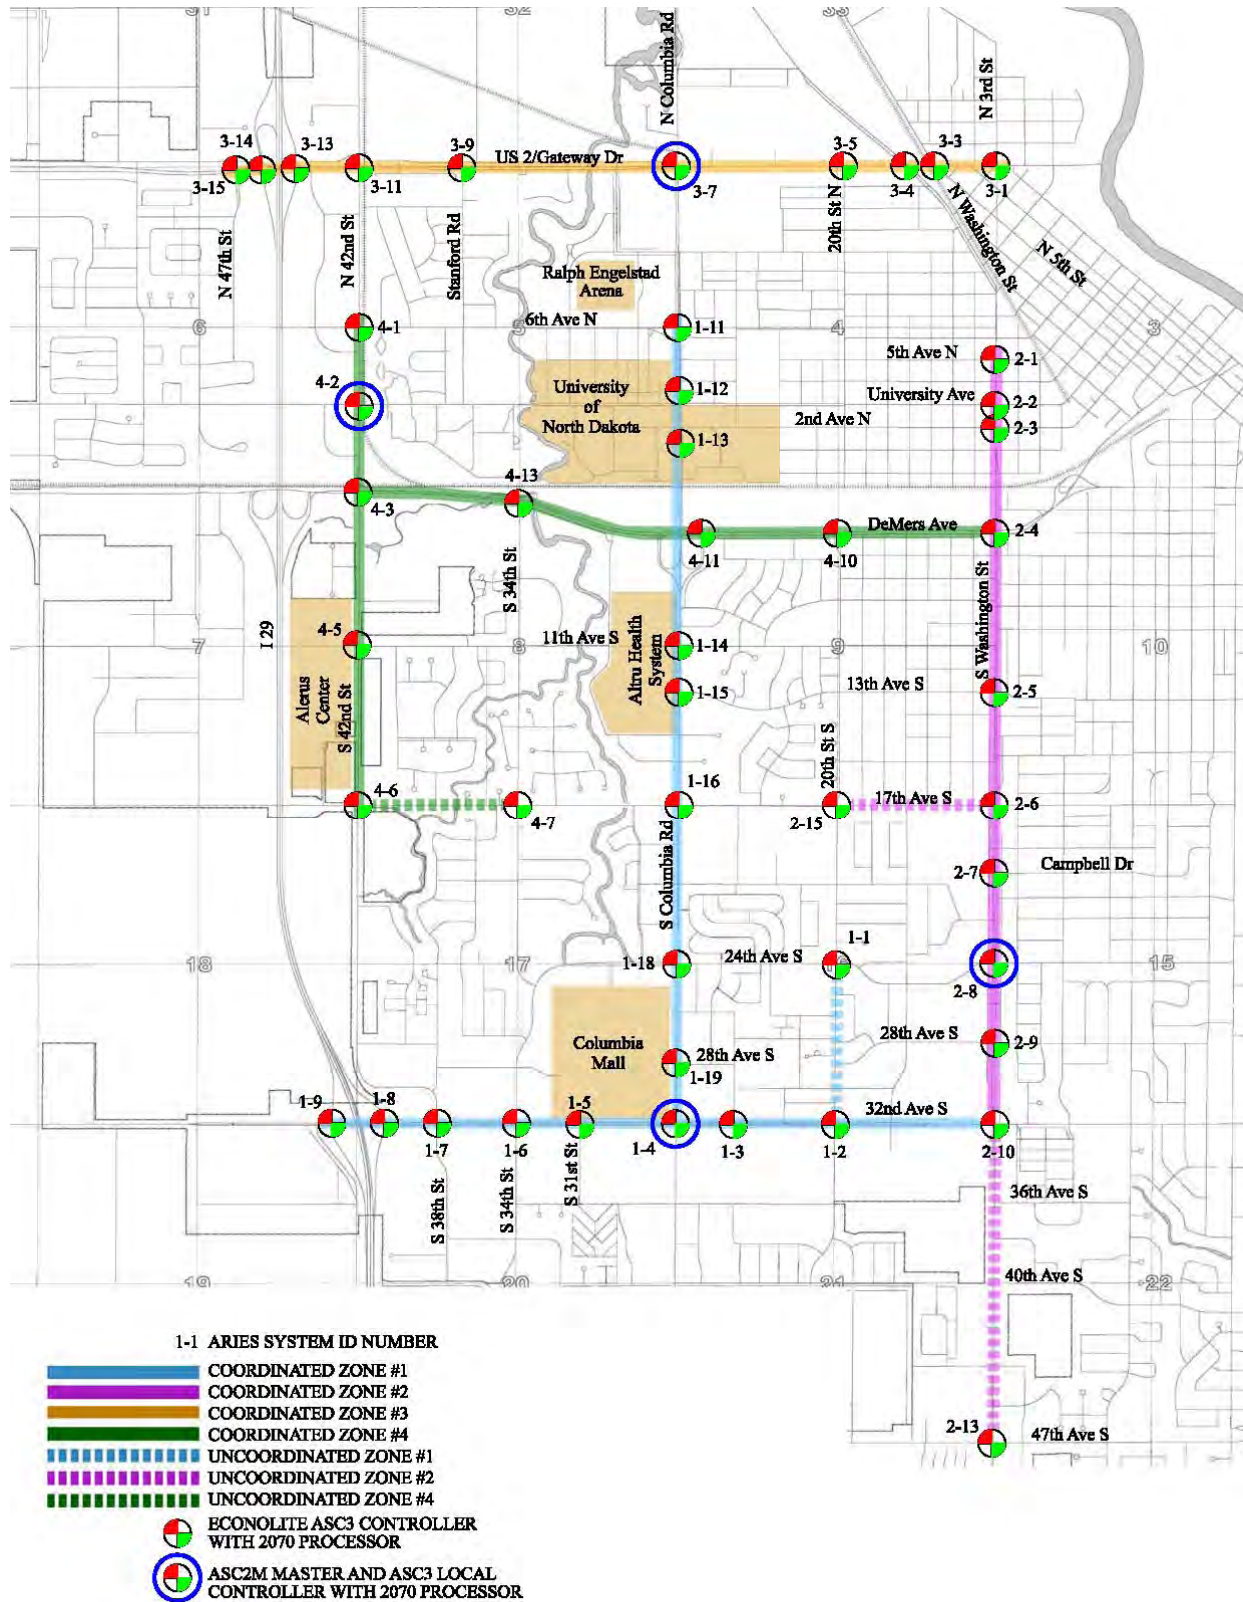 31
32
33
N Columbia Rd
N 3rd St
3-14
3-13
3-9
US 2/Gateway Dr
3-5
3-3
3-15
3-11
3-7
3-4
3-1
N 47th St
N 42nd St
Stanford Rd
20th St N
N Washington St
N 5th St
Ralph Engelstad
Arena
6
4-1
5
6th Ave N
1-11
4
3
5th Ave N
2-1
4-2
University
of
North Dakota
1-12
University Ave
2-2
2nd Ave N
2-3
1-13
4-13
4-3
DeMers Ave
2-4
4-11
4-10
S 34th St
S Washington St
I 29
7
4-5
8
11th Ave S
Altru Health
System
1-14
9
10
Alerus
Center
S 42nd St
1-15
13th Ave S
2-5
20th St S
4-6
4-7
1-16
2-15
17th Ave S
2-6
S Columbia Rd
2-7
Campbell Dr
18
17
1-18
24th Ave S
1-1
15
2-8
Columbia
Mall
28th Ave S
1-19
28th Ave S
2-9
1-9
1-8
1-5
32nd Ave S
1-7
1-6
1-4
1-3
1-2
2-10
S 38th St
S 34th St
S 31st St
36th Ave S
19
20
21
40th Ave S
22
2-13
47th Ave S
1-1 ARIES SYSTEM ID NUMBER
COORDINATED ZONE #1
COORDINATED ZONE #2
COORDINATED ZONE #3
COORDINATED ZONE #4
UNCOORDINATED ZONE #1
UNCOORDINATED ZONE #2
UNCOORDINATED ZONE #4
ECONOLITE ASC3 CONTROLLER
WITH 2070 PROCESSOR
ASC2M MASTER AND ASC3 LOCAL
CONTROLLER WITH 2070 PROCESSOR